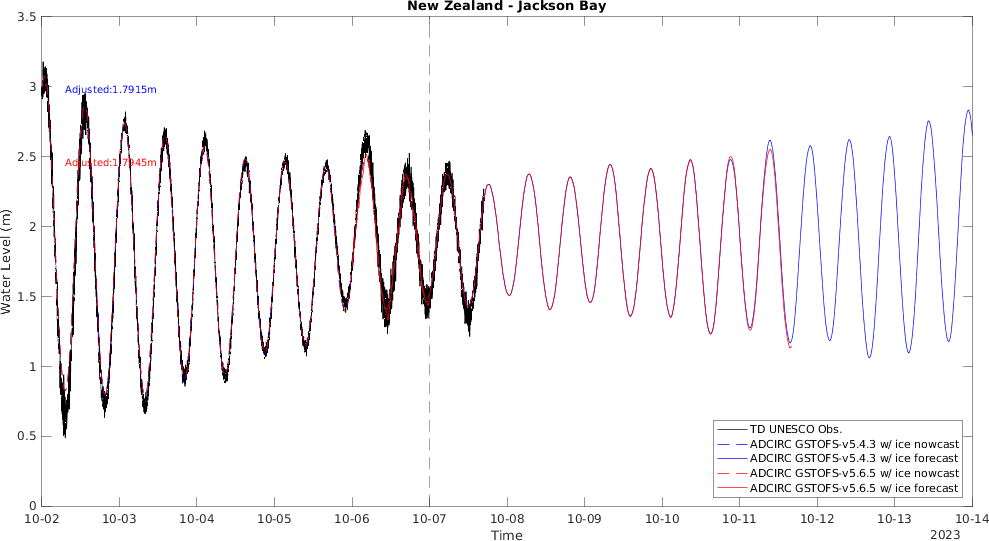 New Zealand - Jackson Bay
3.5
3
2.5
2
1.5
1
0.5
0
Water Level (m)
Adjusted:1.7915m
Adjusted:1.7945m
TD UNESCO Obs.
ADCIRC GSTOFS-v5.4.3 w/ ice nowcast
ADCIRC GSTOFS-v5.4.3 w/ ice forecast
ADCIRC GSTOFS-v5.6.5 w/ ice nowcast
ADCIRC GSTOFS-v5.6.5 w/ ice forecast
10-02 10-03 10-04 10-05 10-06 10-07 10-08 10-09 10-10 10-11 10-12 10-13 10-14
Time
2023